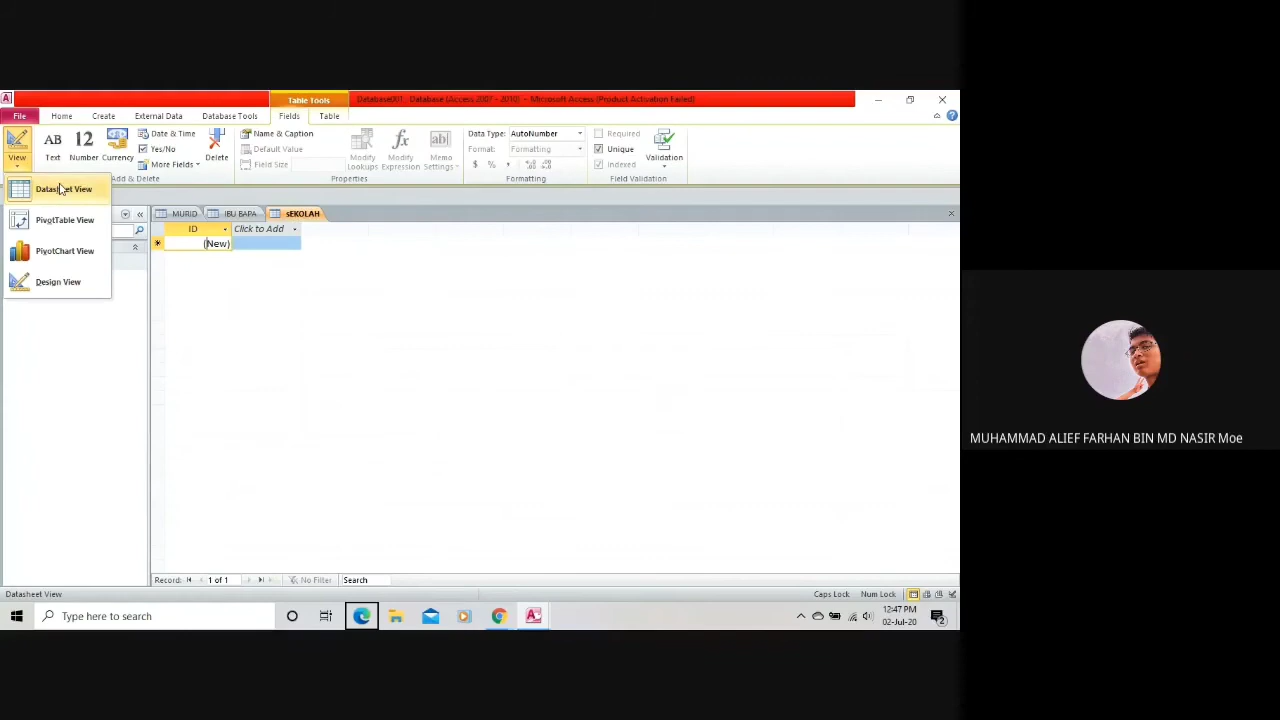 Table Tools
Database001 : Database (Access 2007 - 2010) - Microsoft Access (Product Activation Failed)
File Home Create External Data Database Tools Fields Table
View
AB Text
12 Number
Currency
Date & Time
Yes/No
More Fields
Delete
Add & Delete
Name & Caption
Default Value
Field Size
Modify Lookups
fx Modify Expression
ab Memo Settings
Properties
Data Type: AutoNumber
Format: Formatting
$ % ,
Formatting
Required
Unique
Indexed
Validation
Field Validation
Datasheet View
PivotTable View
PivotChart View
Design View
MURID IBU BAPA sEKOLAH
ID Click to Add
(New)
MUHAMMAD ALIEF FARHAN BIN MD NASIR Moe
Record: 1 of 1 No Filter Search
Datasheet View Caps Lock Num Lock
Type here to search
12:47 PM
02-Jul-20
2